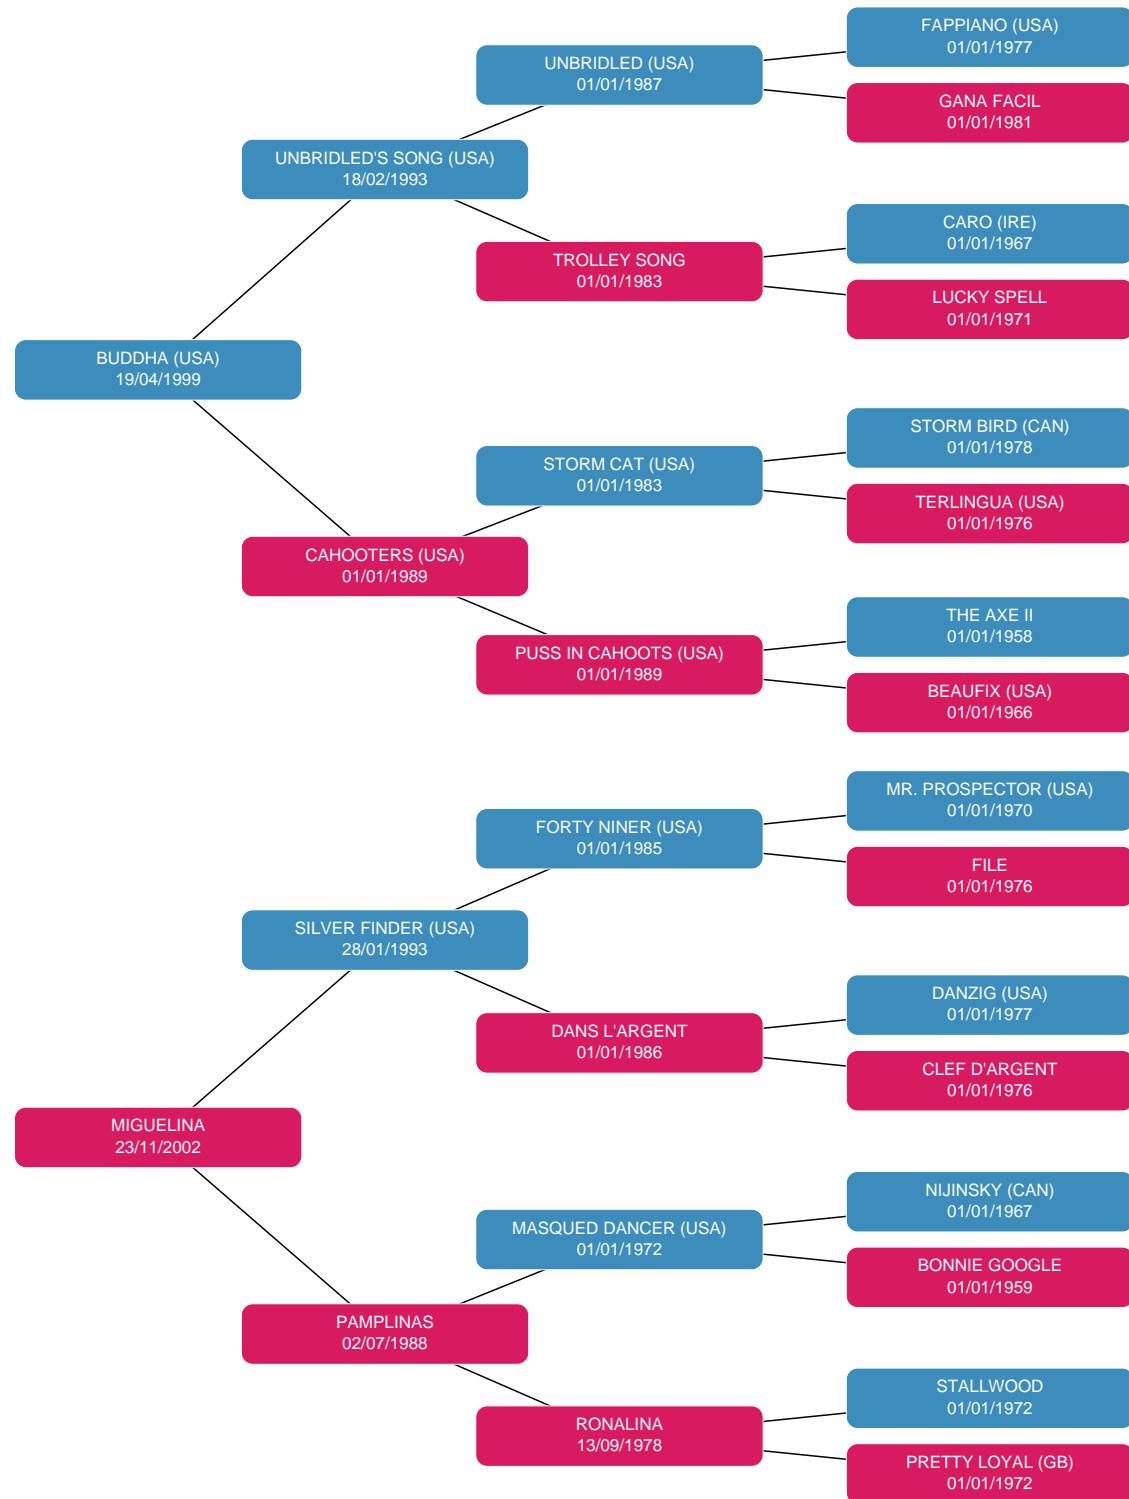 FAPPIANO (USA)
01/01/1977
UNBRIDLED (USA)
01/01/1987
GANA FACIL
01/01/1981
UNBRIDLED'S SONG (USA)
18/02/1993
CARO (IRE)
01/01/1967
TROLLEY SONG
01/01/1983
LUCKY SPELL
01/01/1971
BUDDHA (USA)
19/04/1999
STORM BIRD (CAN)
01/01/1978
STORM CAT (USA)
01/01/1983
TERLINGUA (USA)
01/01/1976
CAHOOTERS (USA)
01/01/1989
THE AXE II
01/01/1958
PUSS IN CAHOOTS (USA)
01/01/1989
BEAUFIX (USA)
01/01/1966
MR. PROSPECTOR (USA)
01/01/1970
FORTY NINER (USA)
01/01/1985
FILE
01/01/1976
SILVER FINDER (USA)
28/01/1993
DANZIG (USA)
01/01/1977
DANS L'ARGENT
01/01/1986
CLEF D'ARGENT
01/01/1976
MIGUELINA
23/11/2002
NIJINSKY (CAN)
01/01/1967
MASQUED DANCER (USA)
01/01/1972
BONNIE GOOGLE
01/01/1959
PAMPLINAS
02/07/1988
STALLWOOD
01/01/1972
RONALINA
13/09/1978
PRETTY LOYAL (GB)
01/01/1972